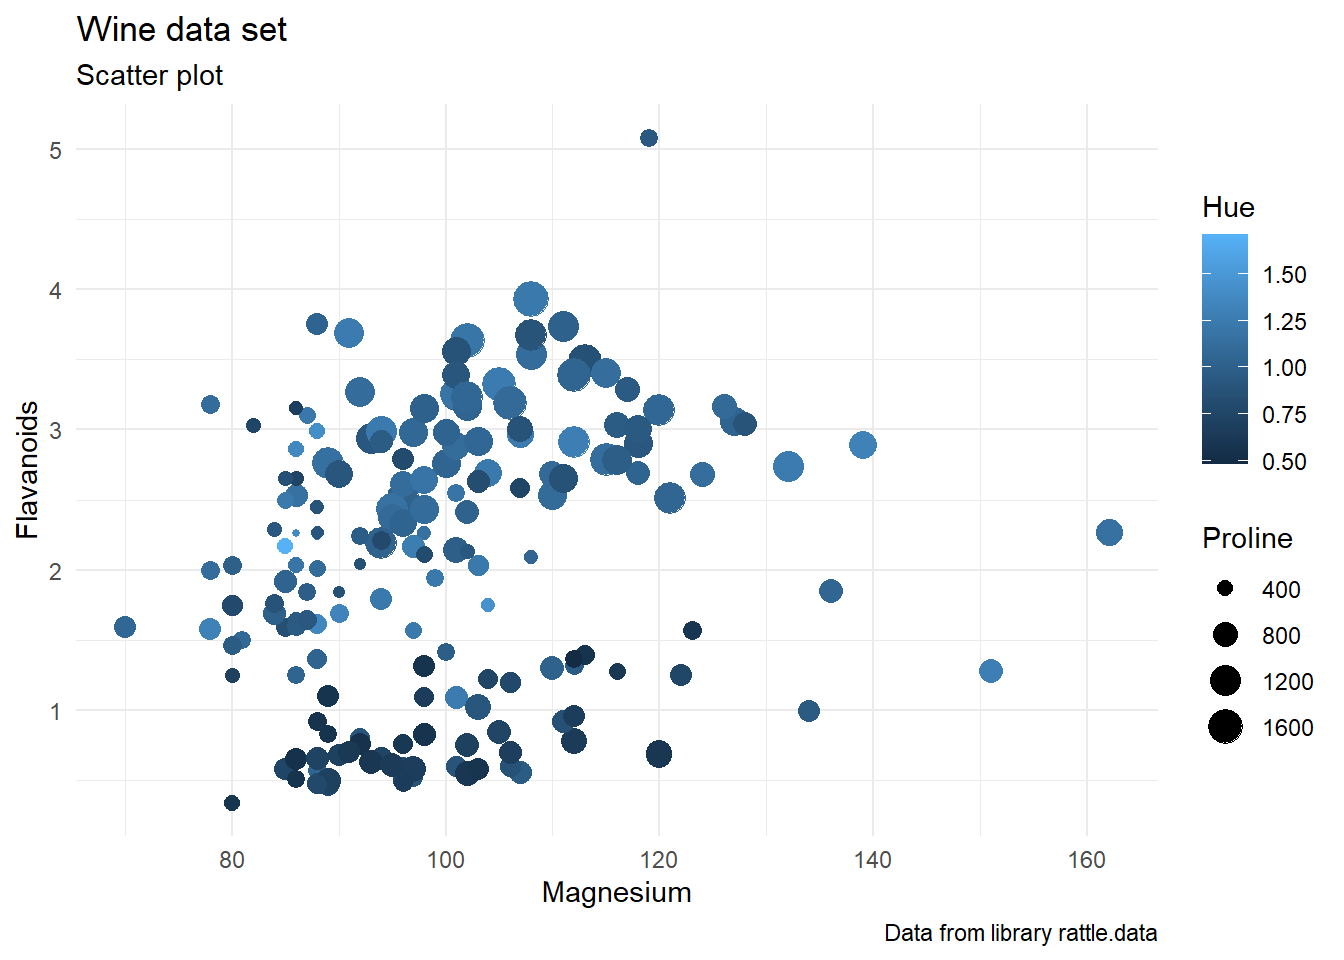 Wine data set
Scatter plot
5
4
3
2
1
Flavanoids
80 100 120 140 160
Magnesium
Hue
1.50
1.25
1.00
0.75
0.50
Proline
400
800
1200
1600
Data from library rattle.data